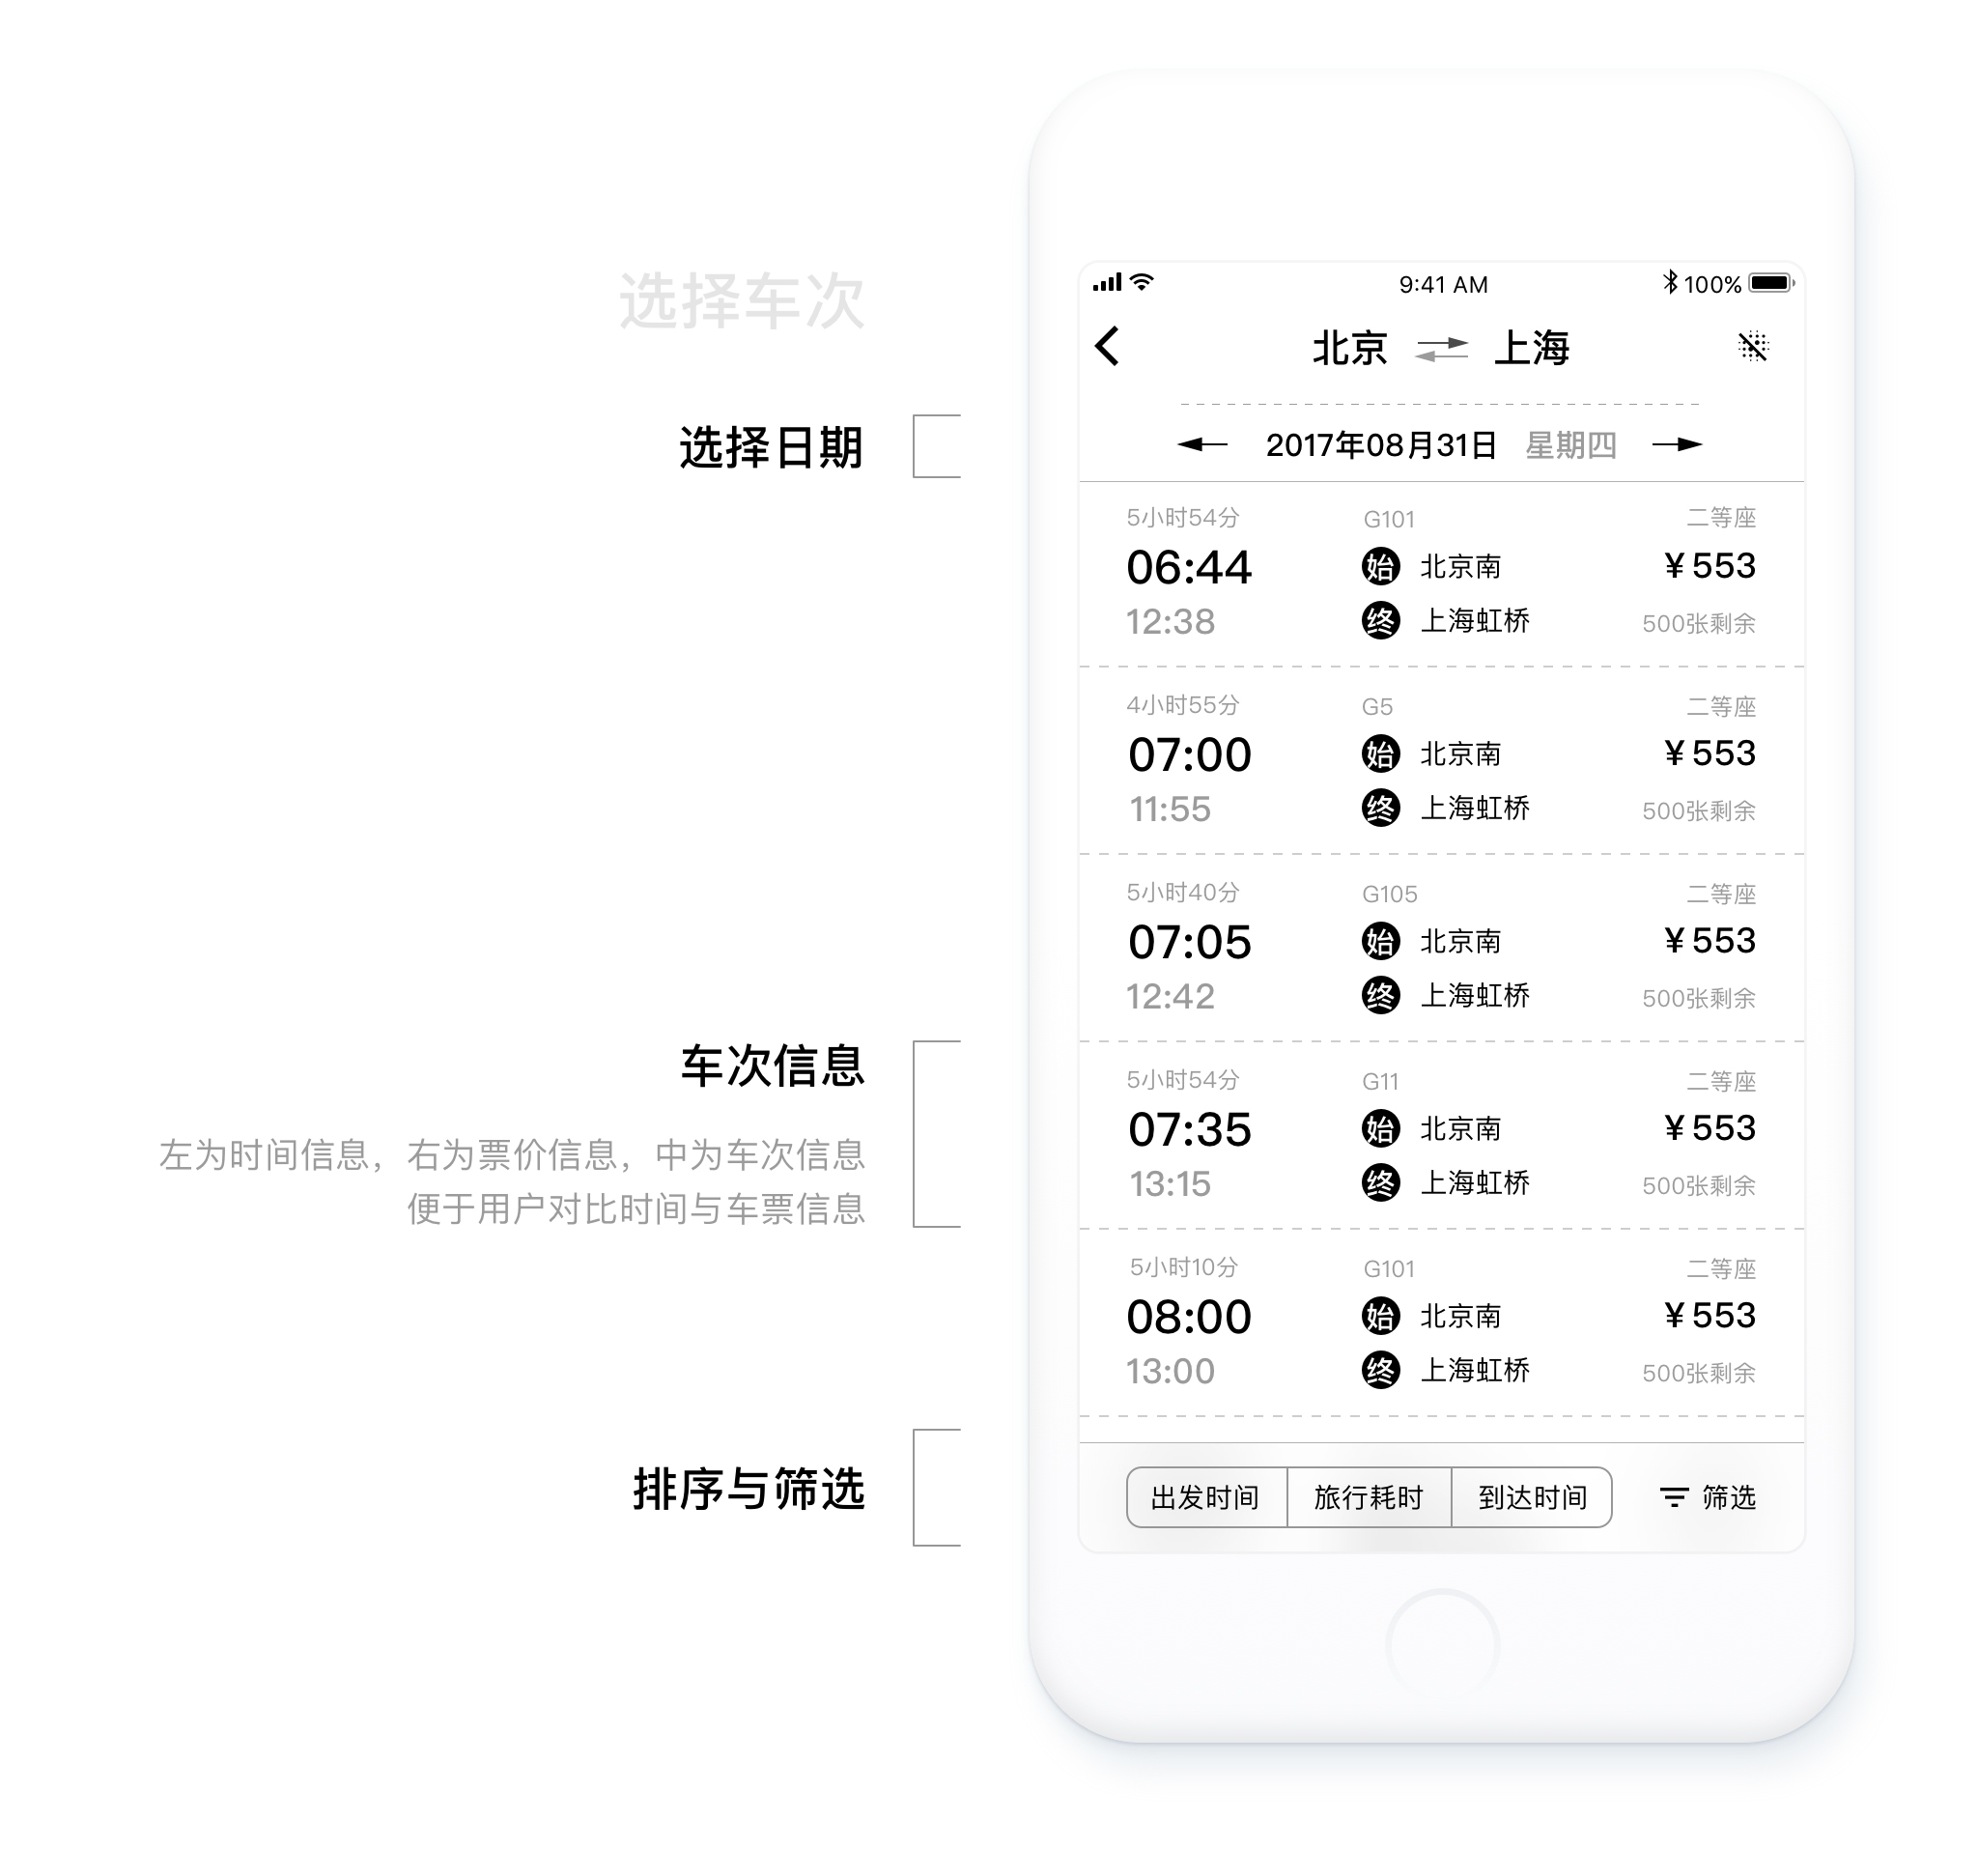 选择车次
选择日期
车次信息
左为时间信息，右为票价信息，中为车次信息
便于用户对比时间与车票信息
排序与筛选
9:41 AM
100%
北京 上海
2017年08月31日 星期四
5小时54分 G101 二等座
06:44 始 北京南 ¥ 553
12:38 终 上海虹桥 500张剩余
4小时55分 G5 二等座
07:00 始 北京南 ¥ 553
11:55 终 上海虹桥 500张剩余
5小时40分 G105 二等座
07:05 始 北京南 ¥ 553
12:42 终 上海虹桥 500张剩余
5小时54分 G11 二等座
07:35 始 北京南 ¥ 553
13:15 终 上海虹桥 500张剩余
5小时10分 G101 二等座
08:00 始 北京南 ¥ 553
13:00 终 上海虹桥 500张剩余
出发时间 旅行耗时 到达时间 筛选